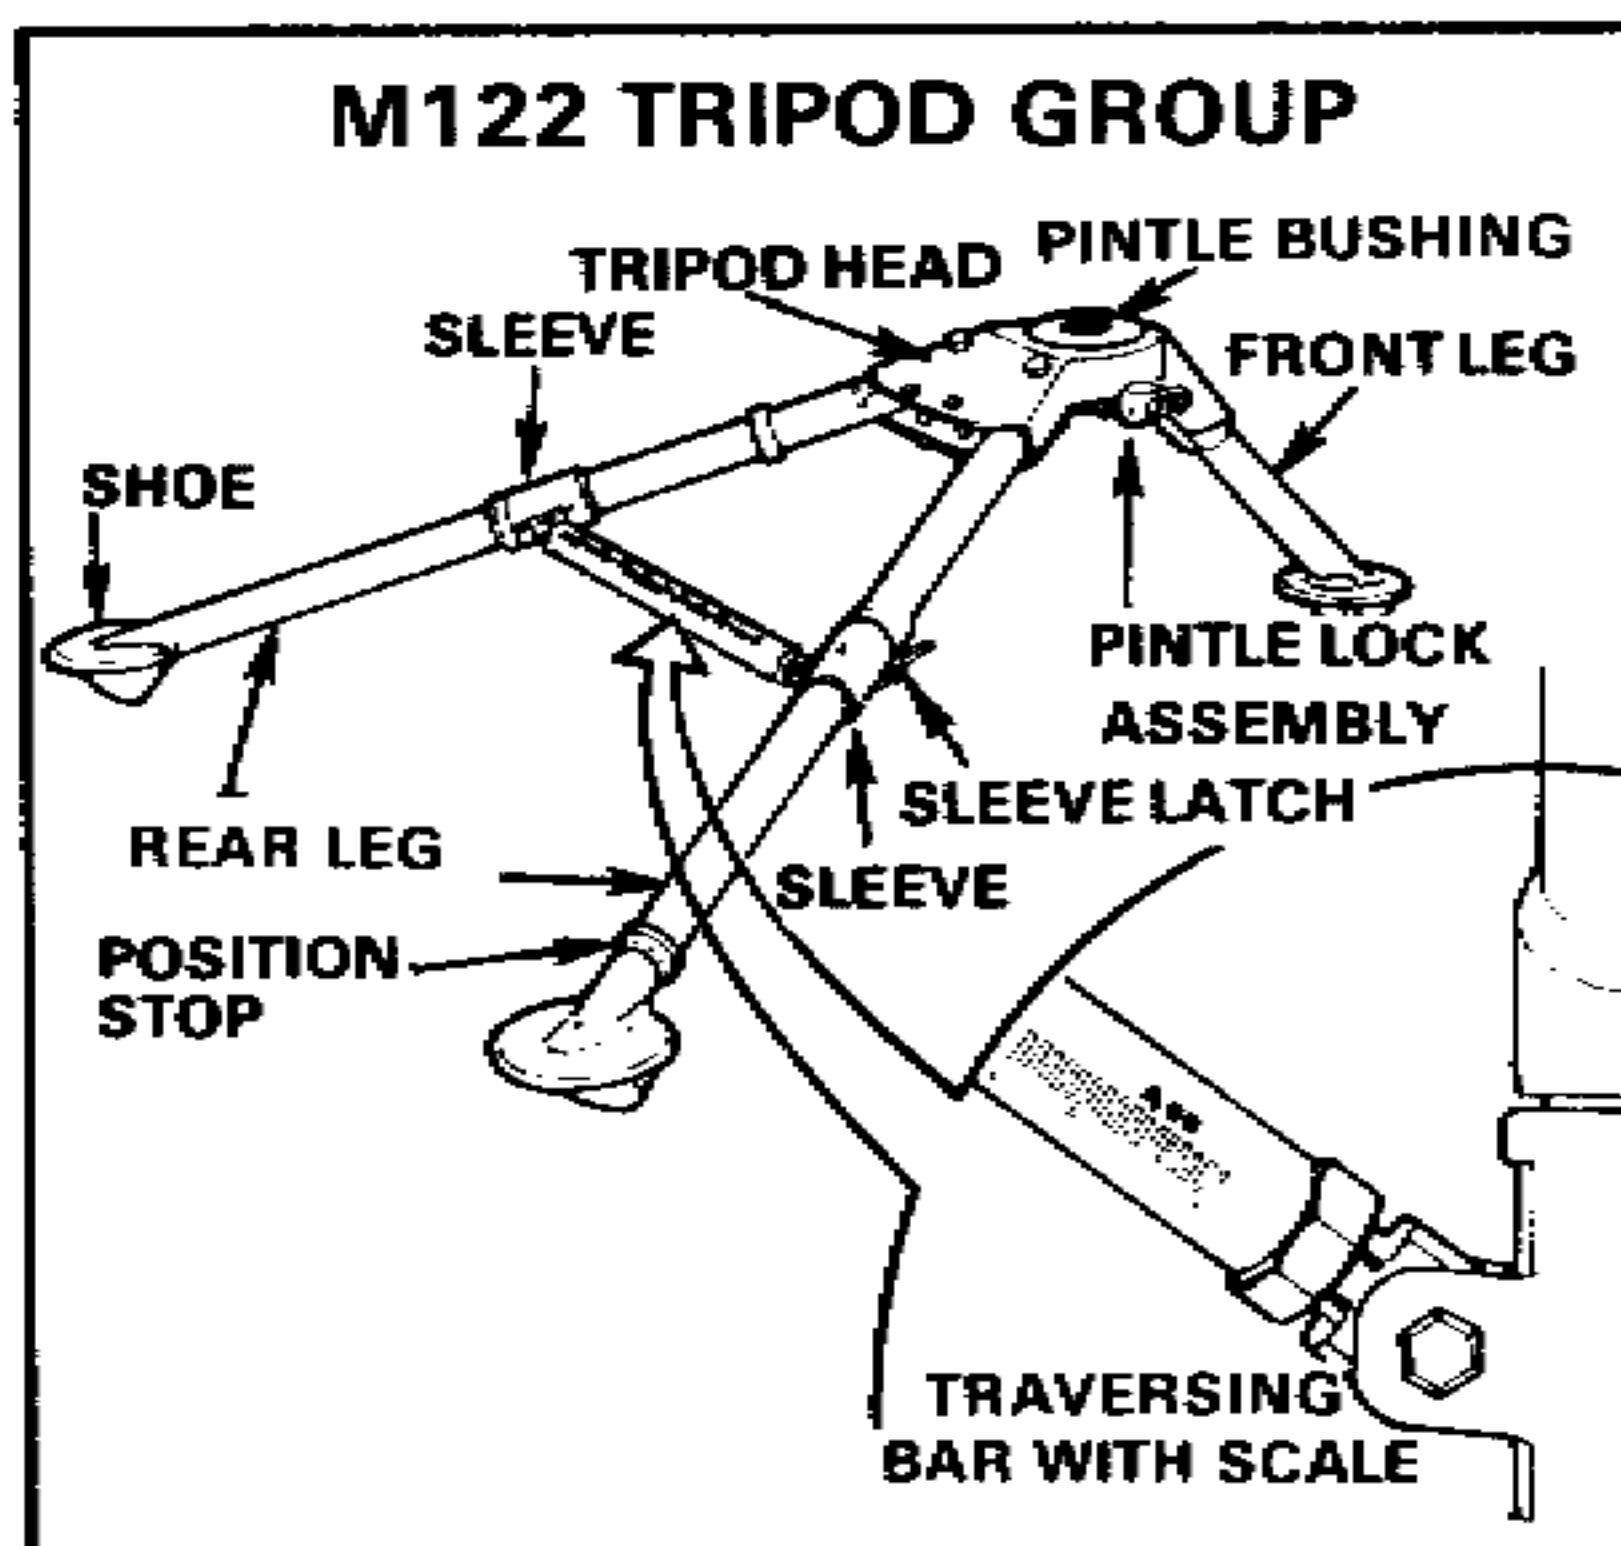 M122 TRIPOD GROUP
PINTLE BUSHING
TRIPOD HEAD
SLEEVE
FRONT LEG
SHOE
PINTLE LOCK
ASSEMBLY
SLEEVE LATCH
REAR LEG
SLEEVE
POSITION
STOP
TRAVERSING
BAR WITH SCALE